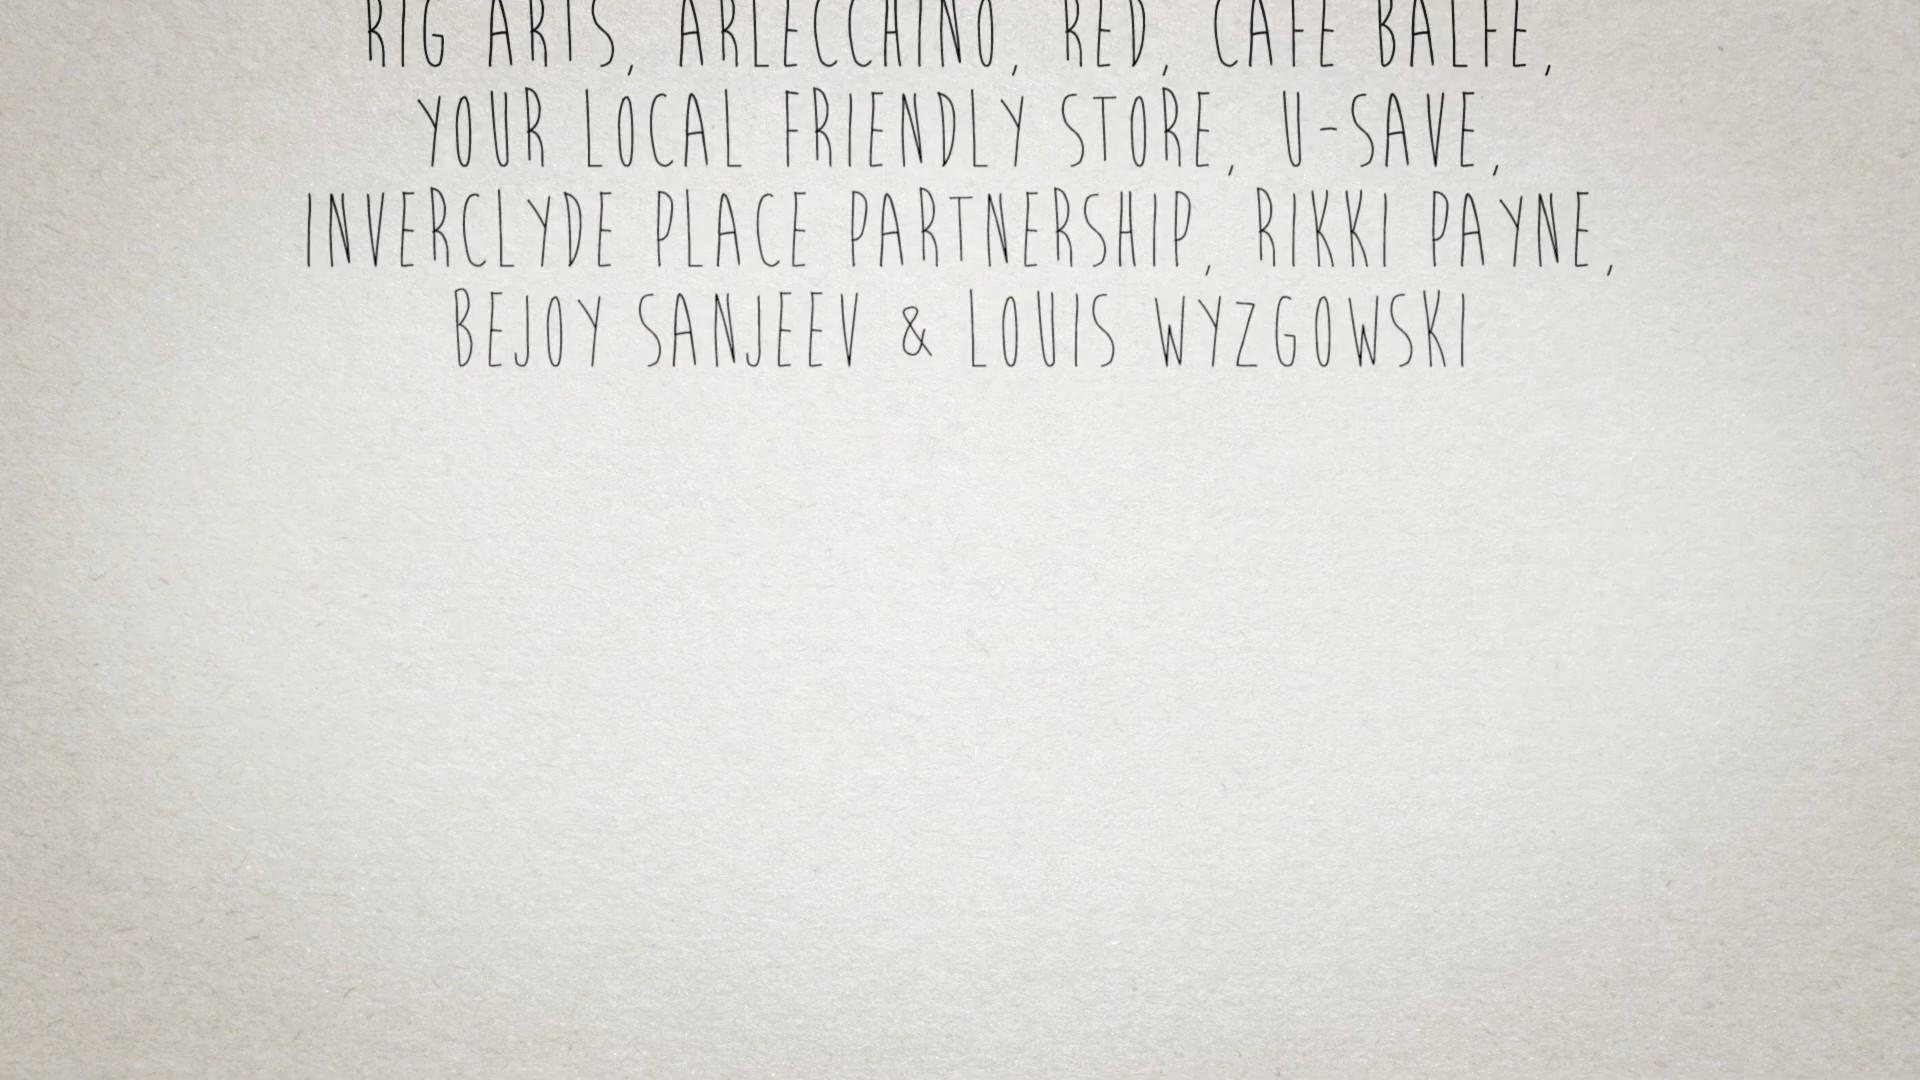 RIG ARTS, ARLECCHINO, RED, CAFE BALFE,
YOUR LOCAL FRIENDLY STORE, U-SAVE,
INVERCLYDE PLACE PARTNERSHIP, RIKKI PAYNE,
BEJOY SANJEEV & LOUIS WYZGOWSKI